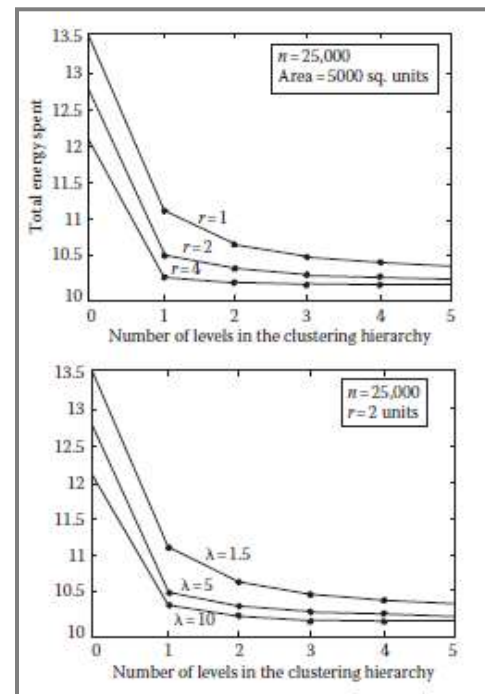 Total energy spent
13.5
13
12.5
12
11.5
11
10.5
10
n = 25,000
Area = 5000 sq. units
r = 1
r = 2
r = 4
0 1 2 3 4 5
Number of levels in the clustering hierarchy
13.5
13
12.5
12
11.5
11
10.5
10
n = 25,000
r = 2 units
λ = 1.5
λ = 5
λ = 10
0 1 2 3 4 5
Number of levels in the clustering hierarchy